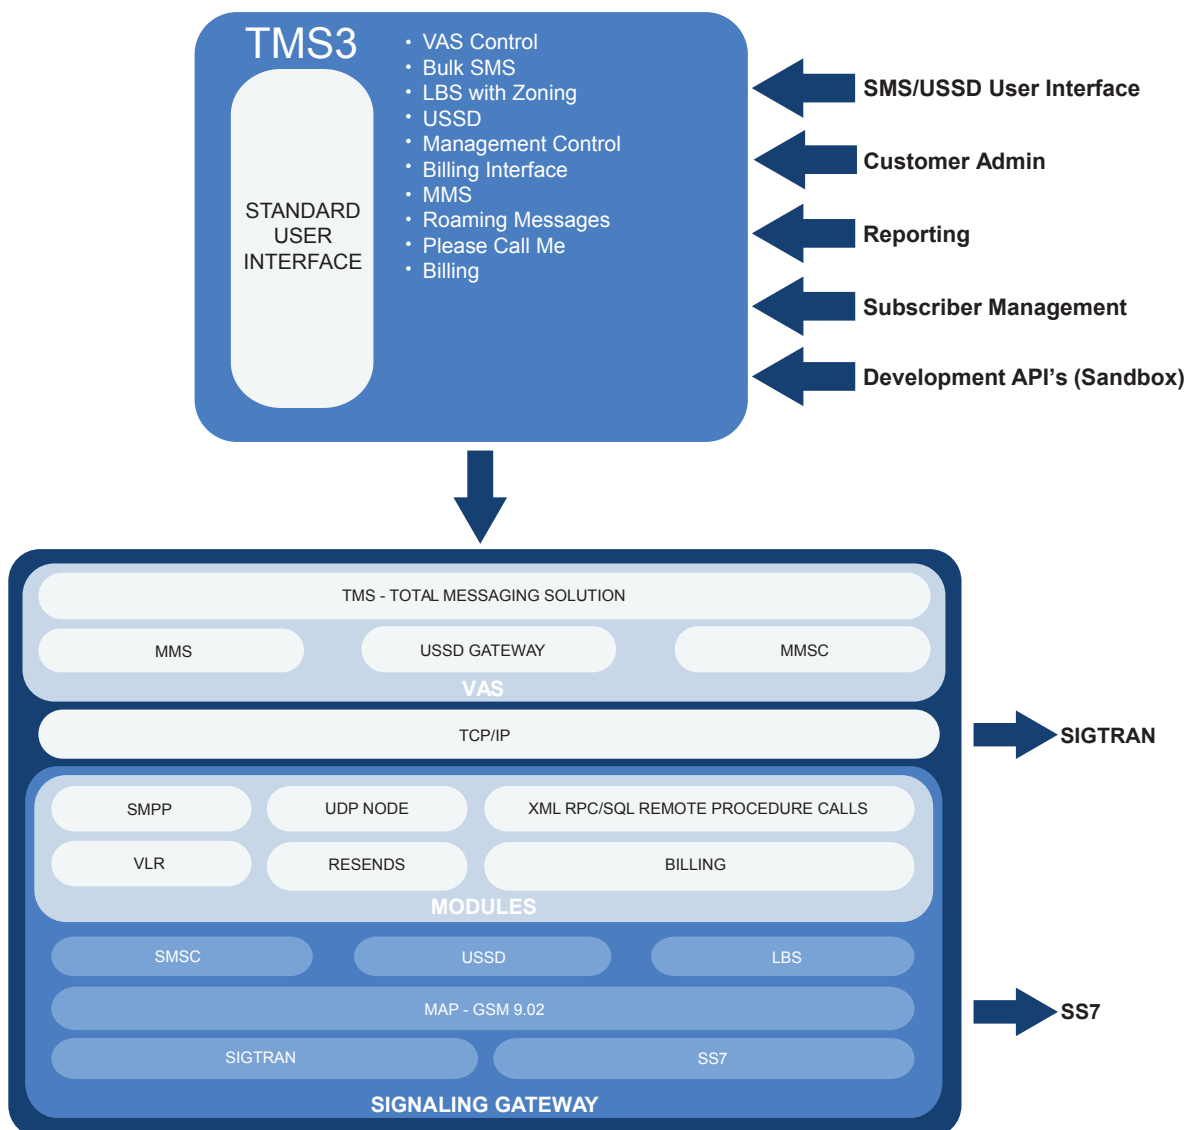 TMS3
STANDARD
USER
INTERFACE
• VAS Control
• Bulk SMS
• LBS with Zoning
• USSD
• Management Control
• Billing Interface
• MMS
• Roaming Messages
• Please Call Me
• Billing
SMS/USSD User Interface
Customer Admin
Reporting
Subscriber Management
Development API's (Sandbox)
TMS - TOTAL MESSAGING SOLUTION
MMS
USSD GATEWAY
MMSC
VAS
TCP/IP
SIGTRAN
SMPP
UDP NODE
XML RPC/SQL REMOTE PROCEDURE CALLS
VLR
RESENDS
BILLING
MODULES
SMSC
USSD
LBS
MAP - GSM 9.02
SS7
SIGTRAN
SS7
SIGNALING GATEWAY